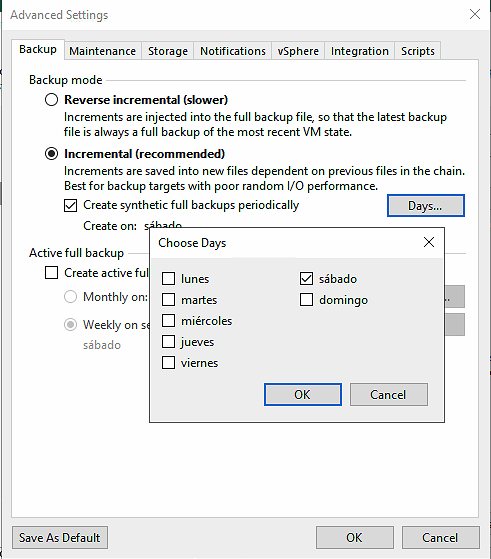 Advanced Settings
Backup Maintenance Storage Notifications vSphere Integration Scripts
Backup mode
Reverse incremental (slower)
Increments are injected into the full backup file, so that the latest backup
file is always a full backup of the most recent VM state.
Incremental (recommended)
Increments are saved into new files dependent on previous files in the chain.
Best for backup targets with poor random I/O performance.
Create synthetic full backups periodically
Days...
Create on: sábado
Active full backup
Create active ful
Monthly on:
Weekly on se
sábado
Choose Days
lunes
sábado
martes
domingo
miércoles
jueves
viernes
OK
Cancel
Save As Default
OK
Cancel